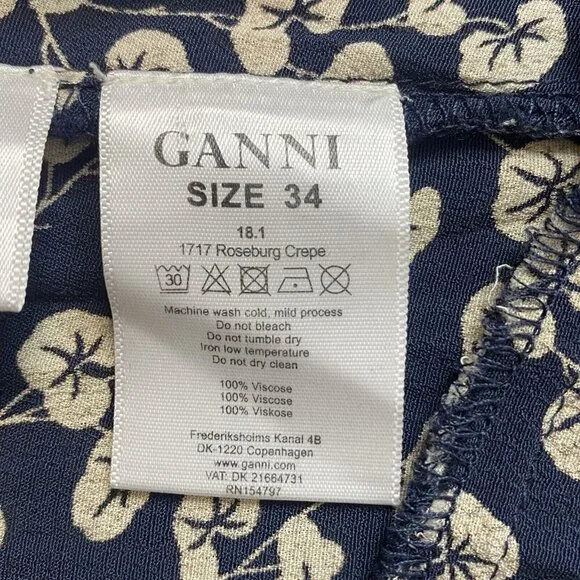 GANNI
SIZE 34
18.1
1717 Roseburg Crepe
30
Machine wash cold, mild process
Do not bleach
Do not tumble dry
Iron low temperature
Do not dry clean
100% Viscose
100% Viscose
100% Viskose
Frederiksholms Kanal 4B
DK-1220 Copenhagen
www.ganni.com
VAT: DK 21664731
RN154797